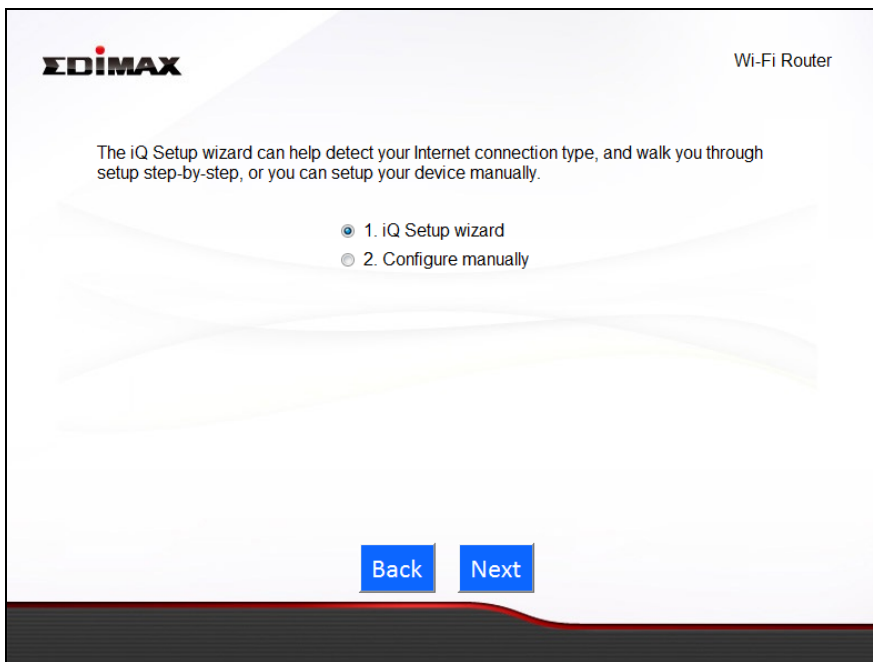 EDIMAX
Wi-Fi Router
The iQ Setup wizard can help detect your Internet connection type, and walk you through
setup step-by-step, or you can setup your device manually.
1. iQ Setup wizard
2. Configure manually
Back
Next